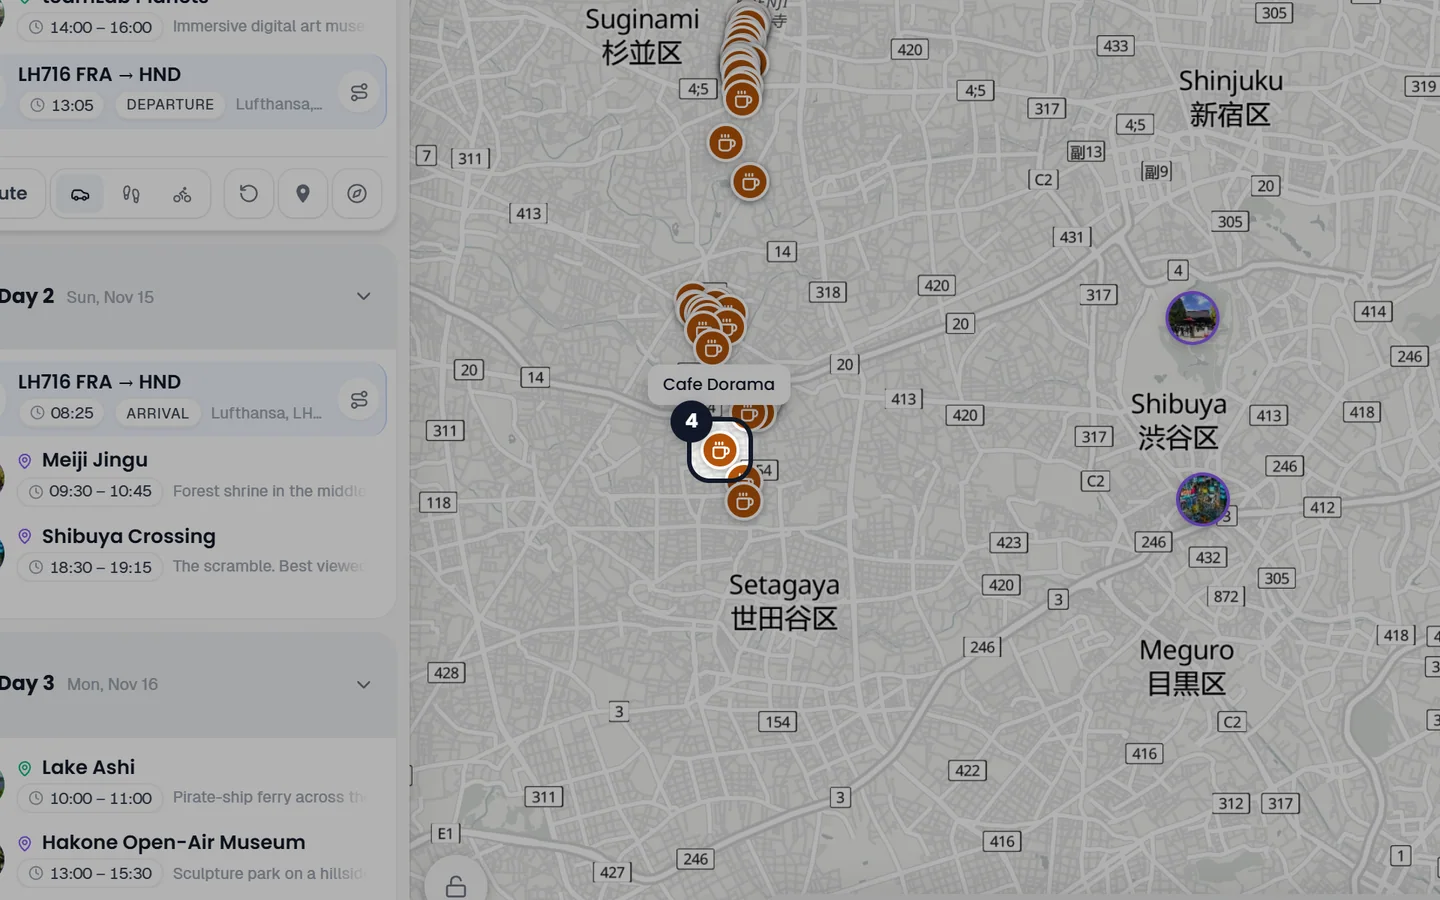 14:00 – 16:00 Immersive digital art muse
LH716 FRA → HND
13:05 DEPARTURE Lufthansa,...
ute
Day 2 Sun, Nov 15
LH716 FRA → HND
08:25 ARRIVAL Lufthansa, LH...
Meiji Jingu
09:30 – 10:45 Forest shrine in the middle
Shibuya Crossing
18:30 – 19:15 The scramble. Best viewed
Day 3 Mon, Nov 16
Lake Ashi
10:00 – 11:00 Pirate-ship ferry across the
Hakone Open-Air Museum
13:00 – 15:30 Sculpture park on a hillside
Suginami
杉並区
寺
305
420
433
Shinjuku
新宿区
4;5
4;5
317
319
4;5
7
311
副13
副9
C2
20
413
305
431
14
4
318
420
317
414
20
20
14
20
246
Cafe Dorama
413
420
Shibuya
渋谷区
413
418
4
311
317
54
246
118
C2
3
412
423
246
432
Setagaya
世田谷区
420
305
3
872
246
Meguro
目黒区
418
428
3
154
C2
416
422
311
3
312
317
E1
416
246
427
1